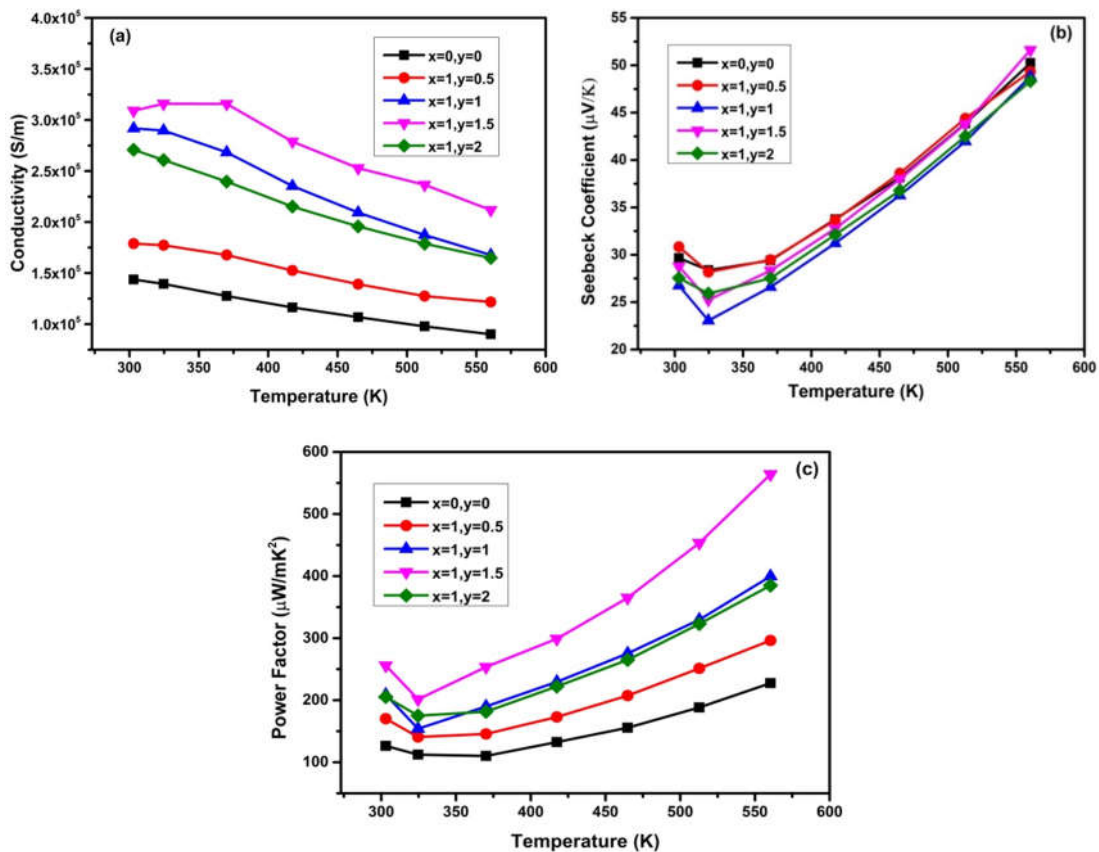 (a)
4.0x10⁵
3.5x10⁵
3.0x10⁵
2.5x10⁵
2.0x10⁵
1.5x10⁵
1.0x10⁵
Conductivity (S/m)
x=0,y=0
x=1,y=0.5
x=1,y=1
x=1,y=1.5
x=1,y=2
300 350 400 450 500 550 600
Temperature (K)
(b)
55
50
45
40
35
30
25
20
Seebeck Coefficient (μV/K)
x=0,y=0
x=1,y=0.5
x=1,y=1
x=1,y=1.5
x=1,y=2
300 350 400 450 500 550 600
Temperature (K)
(c)
600
500
400
300
200
100
Power Factor (μW/mK²)
x=0,y=0
x=1,y=0.5
x=1,y=1
x=1,y=1.5
x=1,y=2
300 350 400 450 500 550 600
Temperature (K)